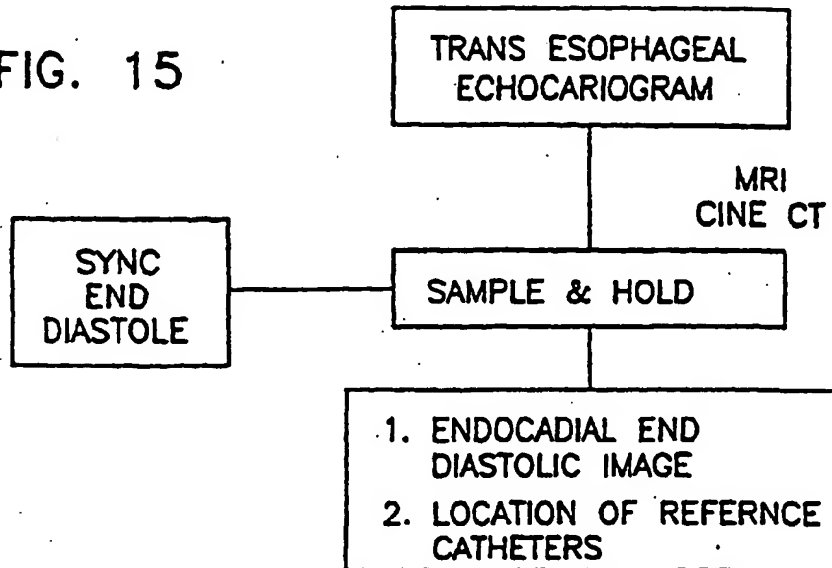 FIG. 15
TRANS ESOPHAGEAL
ECHOCARIOGRAM
MRI
CINE CT
SYNC
END
DIASTOLE
SAMPLE & HOLD
1. ENDOCADIAL END
DIASTOLIC IMAGE
2. LOCATION OF REFERNCE
CATHETERS